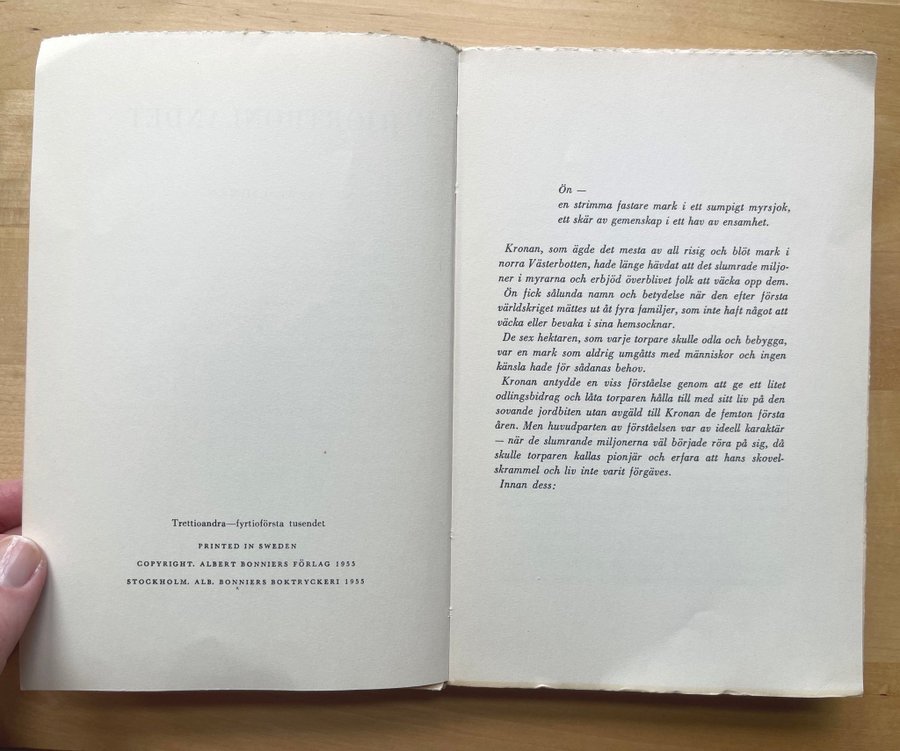 Trettioandra—fyrtioförsta tusendet
PRINTED IN SWEDEN
COPYRIGHT. ALBERT BONNIERS FÖRLAG 1955
STOCKHOLM. ALB. BONNIERS BOKTRYCKERI 1955
Ön —
en strimma fastare mark i ett sumpigt myrsjok,
ett skär av gemenskap i ett hav av ensamhet.
Kronan, som ägde det mesta av all risig och blöt mark i
norra Västerbotten, hade länge hävdat att det slumrade miljo-
ner i myrarna och erbjöd överblivet folk att väcka opp dem.
Ön fick sålunda namn och betydelse när den efter första
världskriget mättes ut åt fyra familjer, som inte haft något att
väcka eller bevaka i sina hemsocknar.
De sex hektaren, som varje torpare skulle odla och bebygga,
var en mark som aldrig umgåtts med människor och ingen
känsla hade för sådanas behov.
Kronan antydde en viss förståelse genom att ge ett litet
odlingsbidrag och låta torparen hålla till med sitt liv på den
sovande jordbiten utan avgäld till Kronan de femton första
åren. Men huvudparten av förståelsen var av ideell karaktär
— när de slumrande miljonerna väl började röra på sig, då
skulle torparen kallas pionjär och erfara att hans skovel-
skrammel och liv inte varit förgäves.
Innan dess: